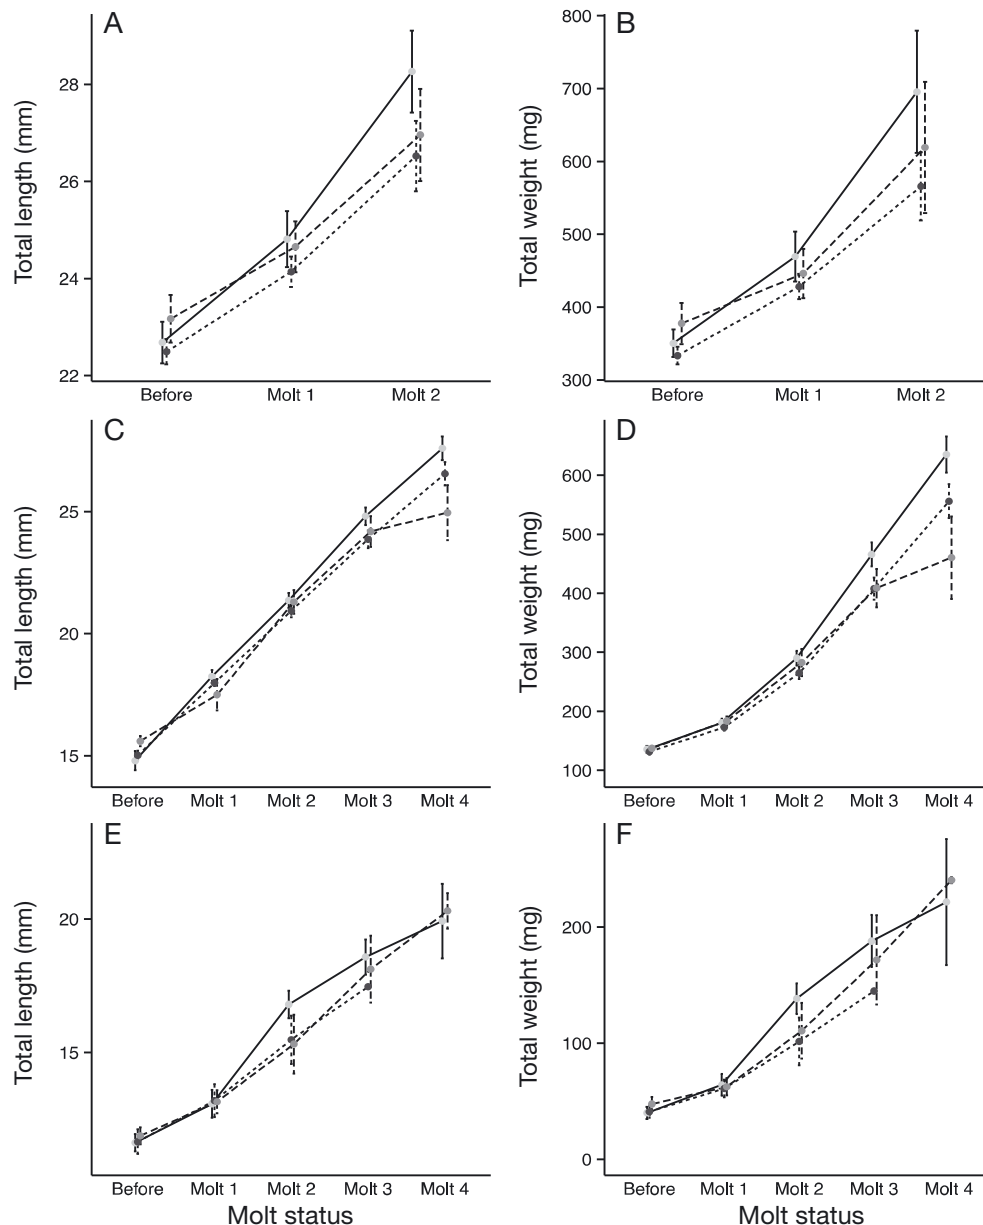 A
Total length (mm)
28
26
24
22
Before Molt 1 Molt 2
B
Total weight (mg)
800
700
600
500
400
300
Before Molt 1 Molt 2
C
Total length (mm)
25
20
15
Before Molt 1 Molt 2 Molt 3 Molt 4
D
Total weight (mg)
600
500
400
300
200
100
Before Molt 1 Molt 2 Molt 3 Molt 4
E
Total length (mm)
20
15
Before Molt 1 Molt 2 Molt 3 Molt 4
Molt status
F
Total weight (mg)
200
100
0
Before Molt 1 Molt 2 Molt 3 Molt 4
Molt status